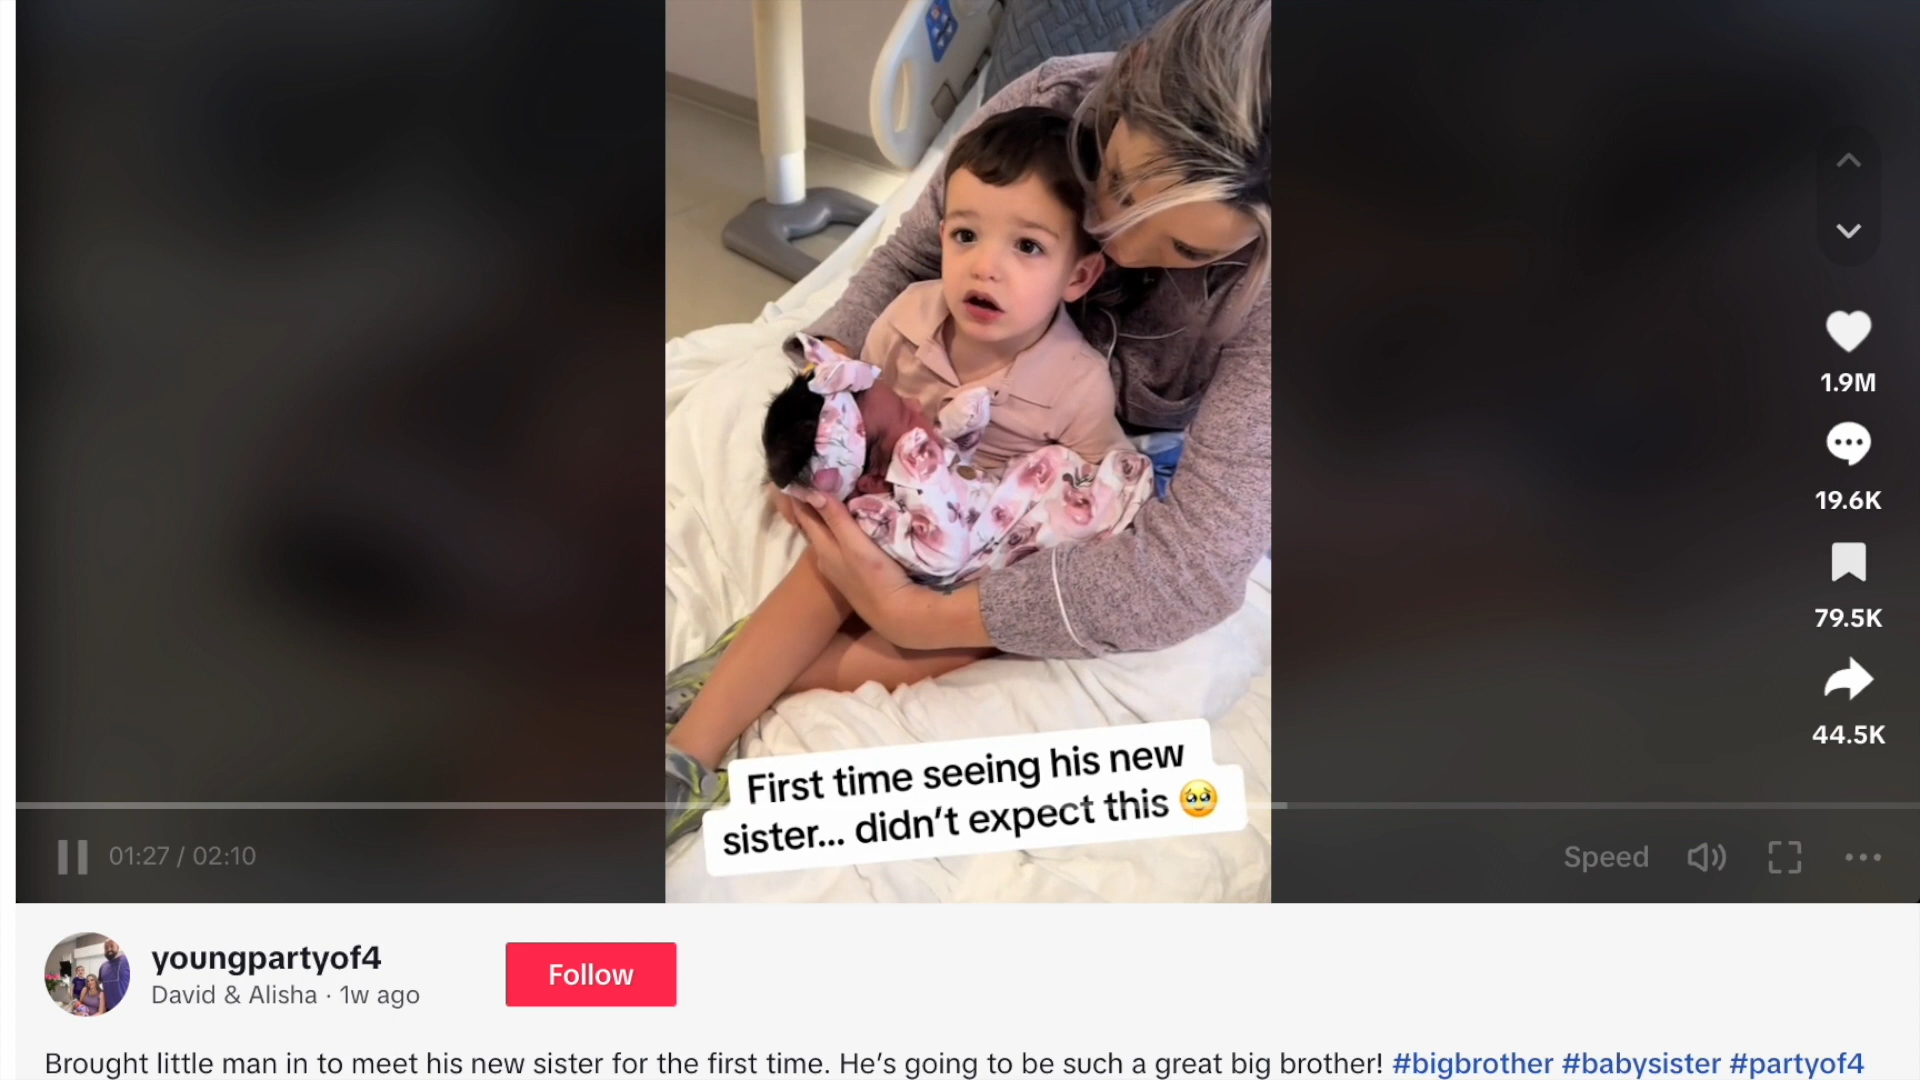 1.9M
19.6K
79.5K
44.5K
First time seeing his new
sister... didn't expect this 🥹
01:27 / 02:10
Speed
youngpartyof4
David & Alisha · 1w ago
Follow
Brought little man in to meet his new sister for the first time. He's going to be such a great big brother! #bigbrother #babysister #partyof4